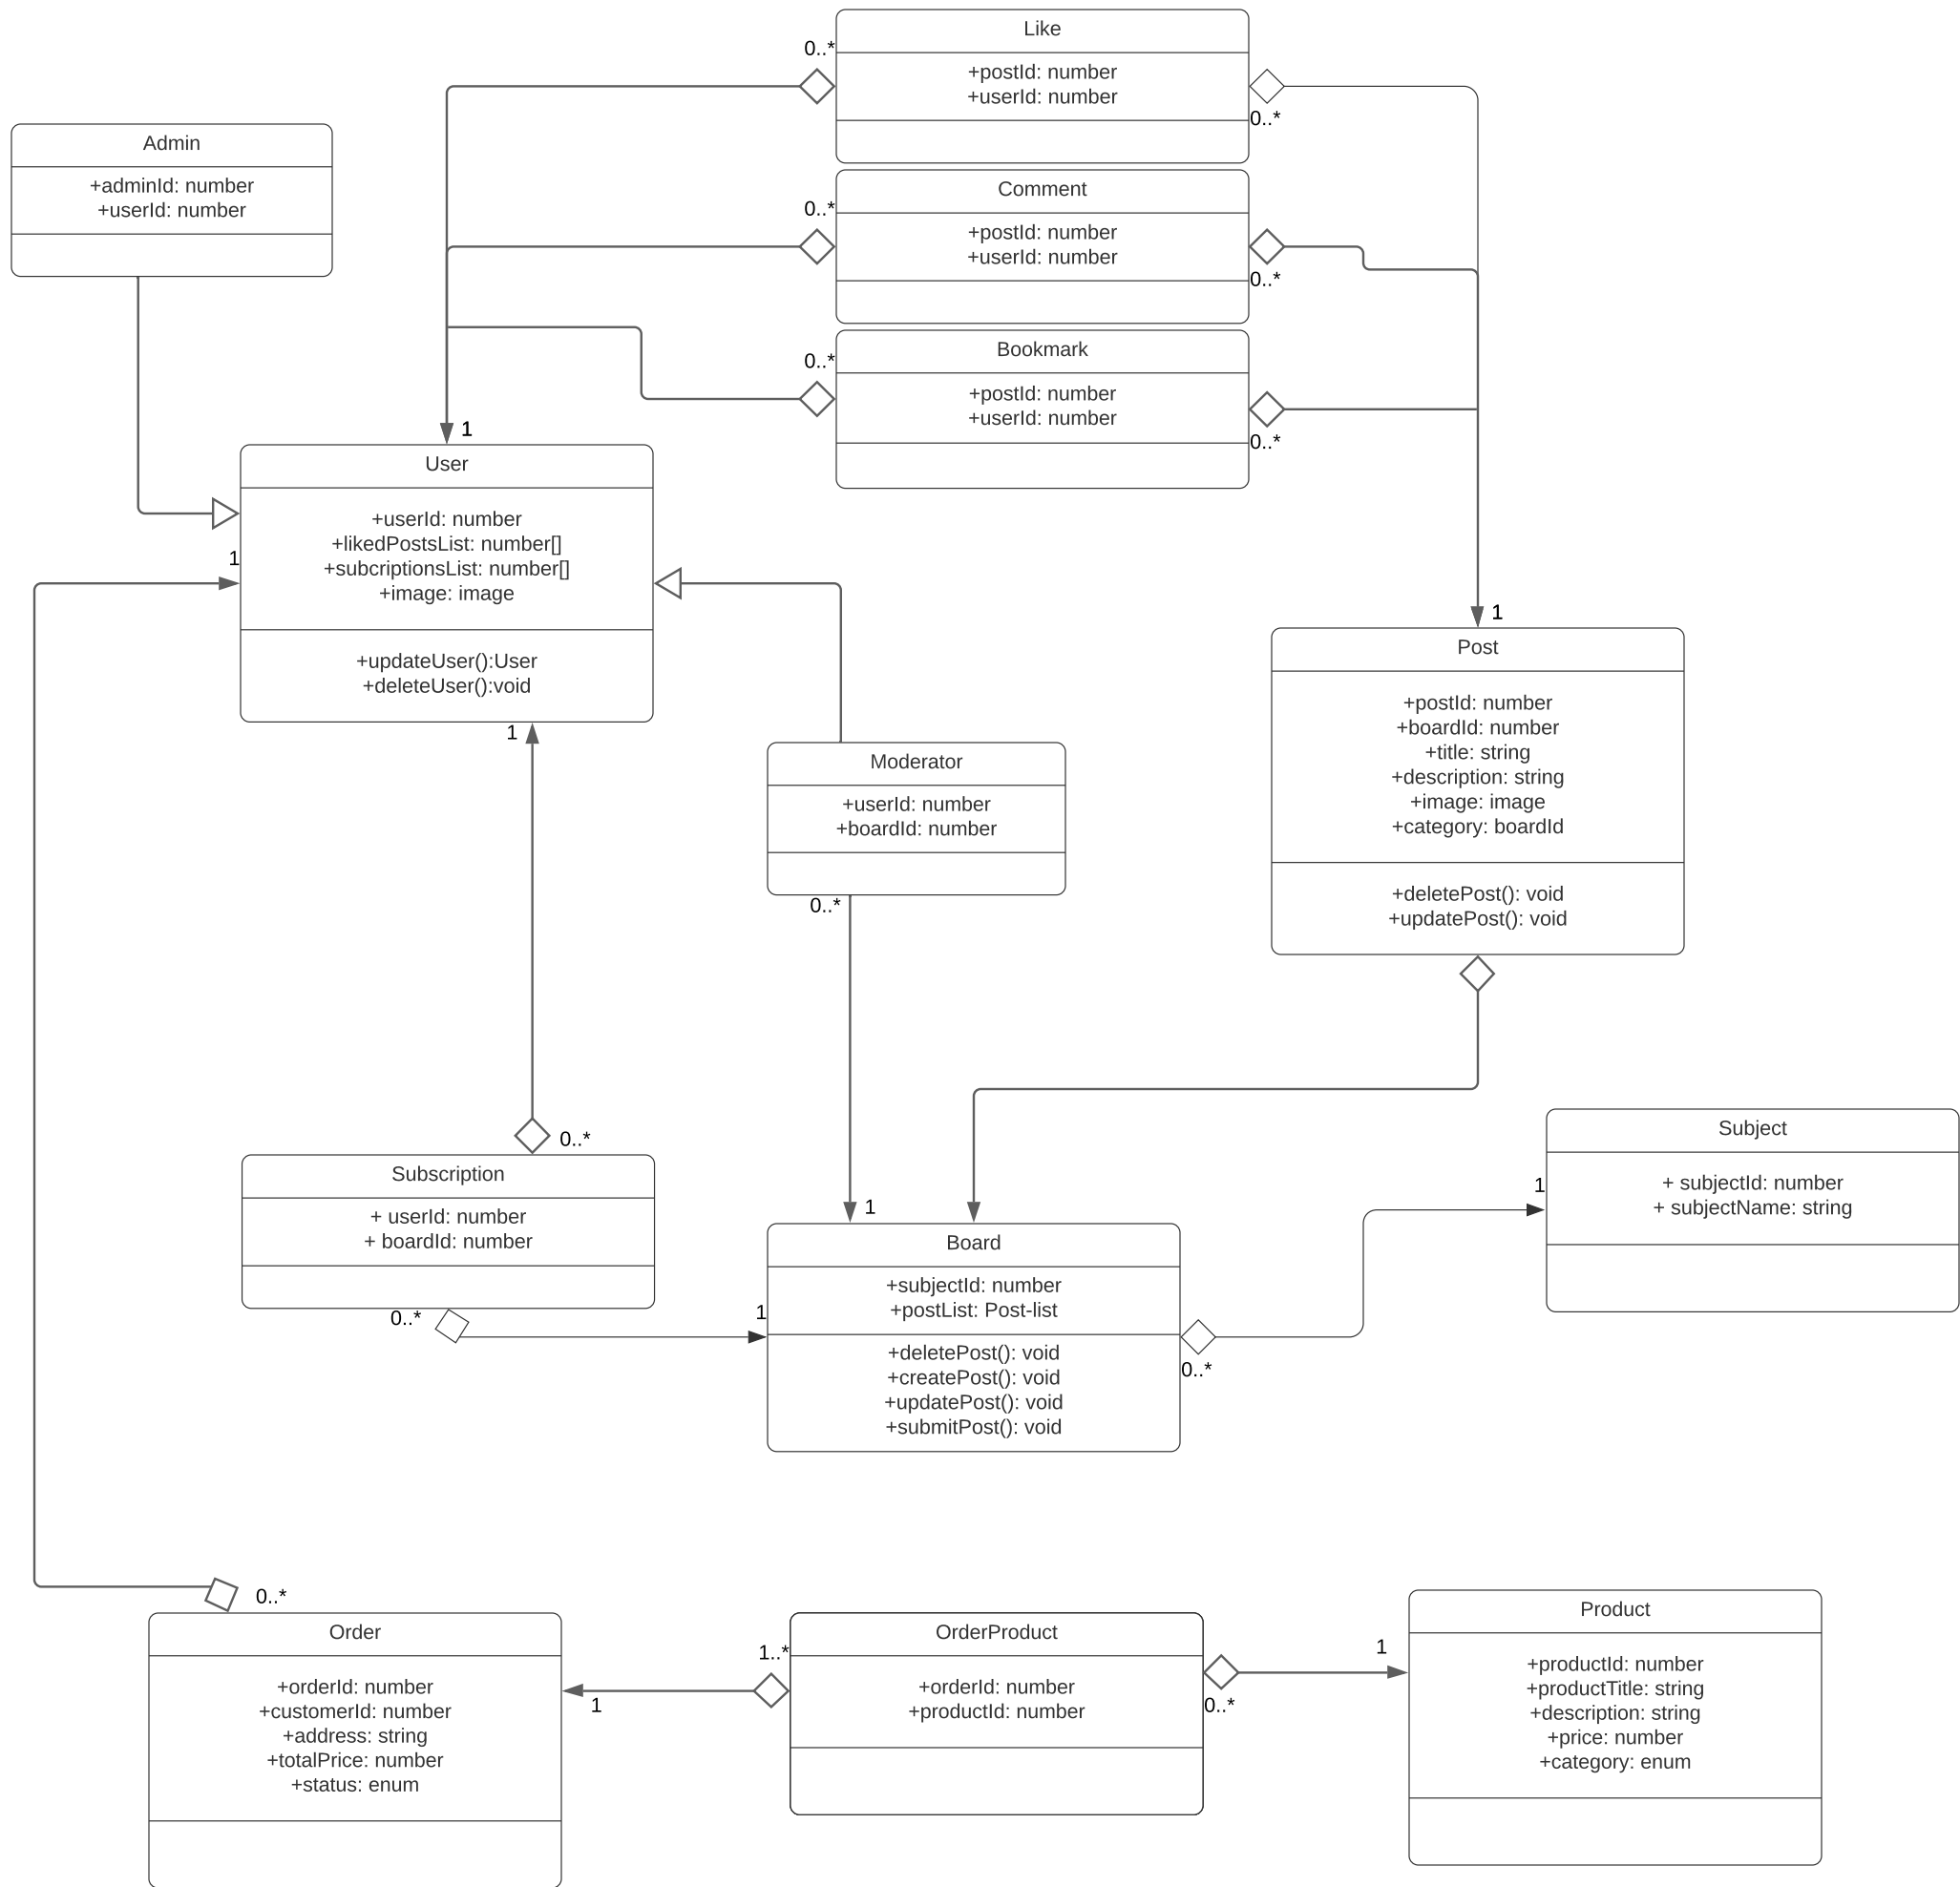 Like
0..*
+postId: number
+userId: number
0..*
Admin
+adminId: number
+userId: number
Comment
0..*
+postId: number
+userId: number
0..*
Bookmark
0..*
+postId: number
+userId: number
0..*
1
User
+userId: number
+likedPostsList: number[]
+subcriptionsList: number[]
+image: image
1
+updateUser():User
+deleteUser():void
1
1
Post
+postId: number
+boardId: number
+title: string
+description: string
+image: image
+category: boardId
+deletePost(): void
+updatePost(): void
Moderator
+userId: number
+boardId: number
0..*
0..*
Subscription
+ userId: number
+ boardId: number
0..*
1
1
Board
+subjectId: number
+postList: Post-list
+deletePost(): void
+createPost(): void
+updatePost(): void
+submitPost(): void
0..*
1
Subject
+ subjectId: number
+ subjectName: string
0..*
Order
+orderId: number
+customerId: number
+address: string
+totalPrice: number
+status: enum
1
1..*
OrderProduct
+orderId: number
+productId: number
0..*
1
Product
+productId: number
+productTitle: string
+description: string
+price: number
+category: enum